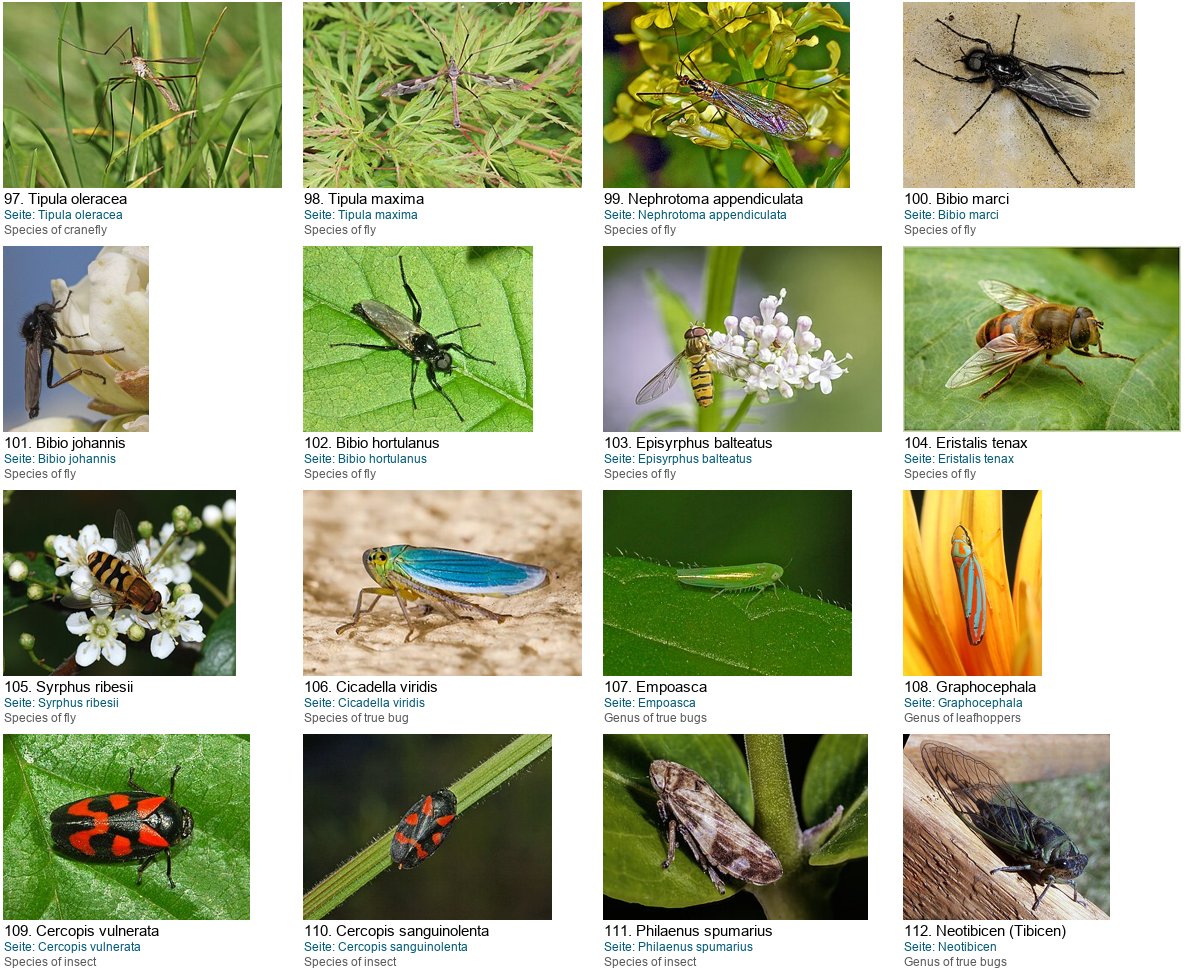 97. Tipula oleracea
Seite: Tipula oleracea
Species of cranefly
98. Tipula maxima
Seite: Tipula maxima
Species of fly
99. Nephrotoma appendiculata
Seite: Nephrotoma appendiculata
Species of fly
100. Bibio marci
Seite: Bibio marci
Species of fly
101. Bibio johannis
Seite: Bibio johannis
Species of fly
102. Bibio hortulanus
Seite: Bibio hortulanus
Species of fly
103. Episyrphus balteatus
Seite: Episyrphus balteatus
Species of fly
104. Eristalis tenax
Seite: Eristalis tenax
Species of fly
105. Syrphus ribesii
Seite: Syrphus ribesii
Species of fly
106. Cicadella viridis
Seite: Cicadella viridis
Species of true bug
107. Empoasca
Seite: Empoasca
Genus of true bugs
108. Graphocephala
Seite: Graphocephala
Genus of leafhoppers
109. Cercopis vulnerata
Seite: Cercopis vulnerata
Species of insect
110. Cercopis sanguinolenta
Seite: Cercopis sanguinolenta
Species of insect
111. Philaenus spumarius
Seite: Philaenus spumarius
Species of insect
112. Neotibicen (Tibicen)
Seite: Neotibicen
Genus of true bugs